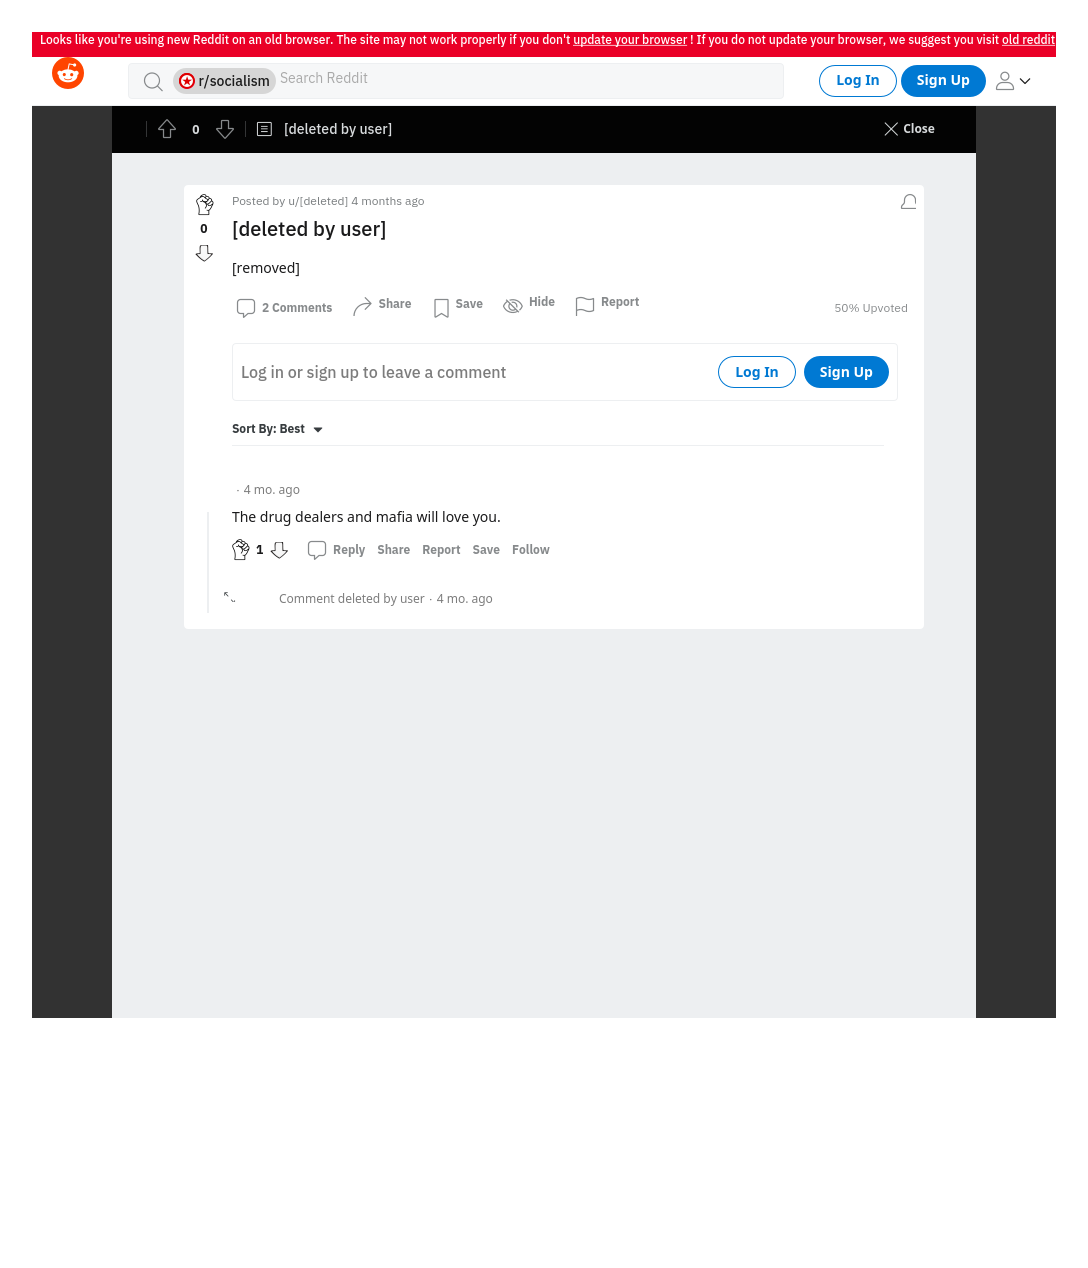 Looks like you're using new Reddit on an old browser. The site may not work properly if you don't update your browser ! If you do not update your browser, we suggest you visit old reddit
r/socialism Search Reddit
Log In Sign Up
0 [deleted by user] Close
Posted by u/[deleted] 4 months ago
0 [deleted by user]
[removed]
2 Comments Share Save Hide Report 50% Upvoted
Log in or sign up to leave a comment Log In Sign Up
Sort By: Best
· 4 mo. ago
The drug dealers and mafia will love you.
1 Reply Share Report Save Follow
Comment deleted by user · 4 mo. ago